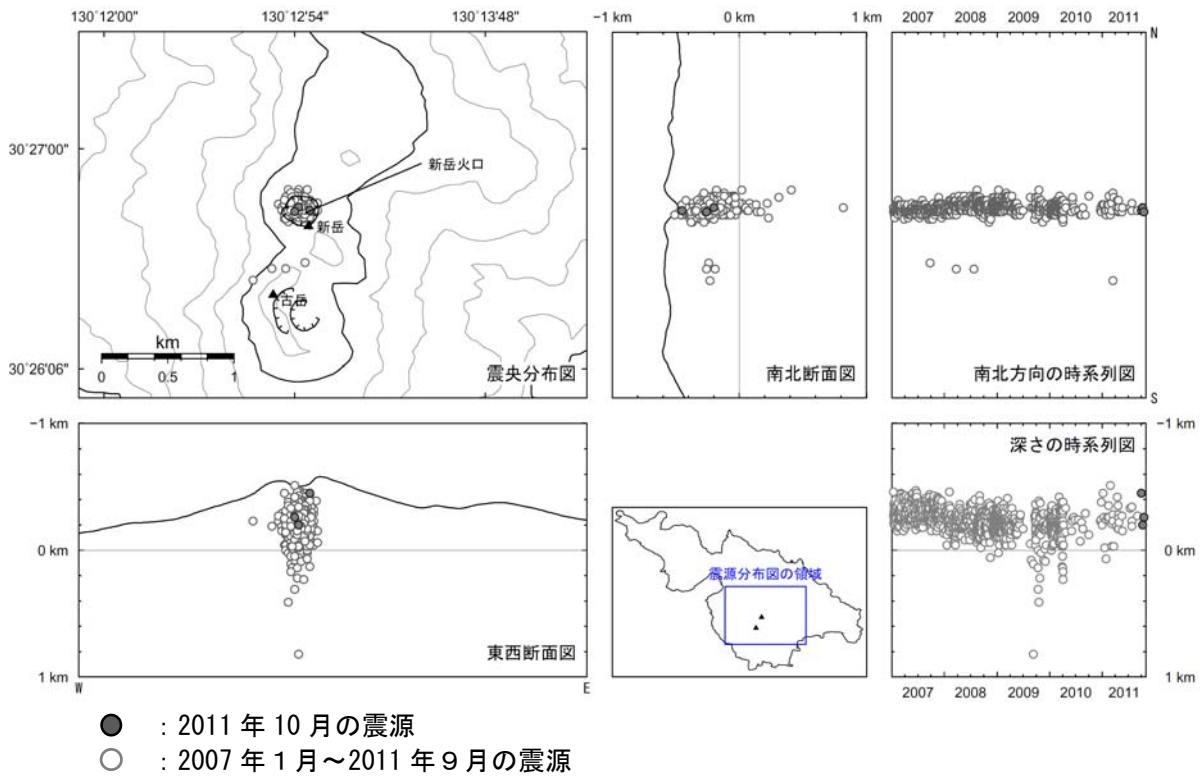 130°12'00" 130°12'54" 130°13'48" -1 km 0 km 1 km 2007 2008 2009 2010 2011
N
30°27'00"
新岳火口
新岳
古岳
km
0 0.5 1
30°26'06"
震央分布図 南北断面図 南北方向の時系列図
S
-1 km -1 km
深さの時系列図
0 km 0 km
震源分布図の領域
東西断面図
1 km 1 km
W E 2007 2008 2009 2010 2011
● :2011 年 10 月の震源
○ :2007 年 1 月～2011 年 9 月の震源